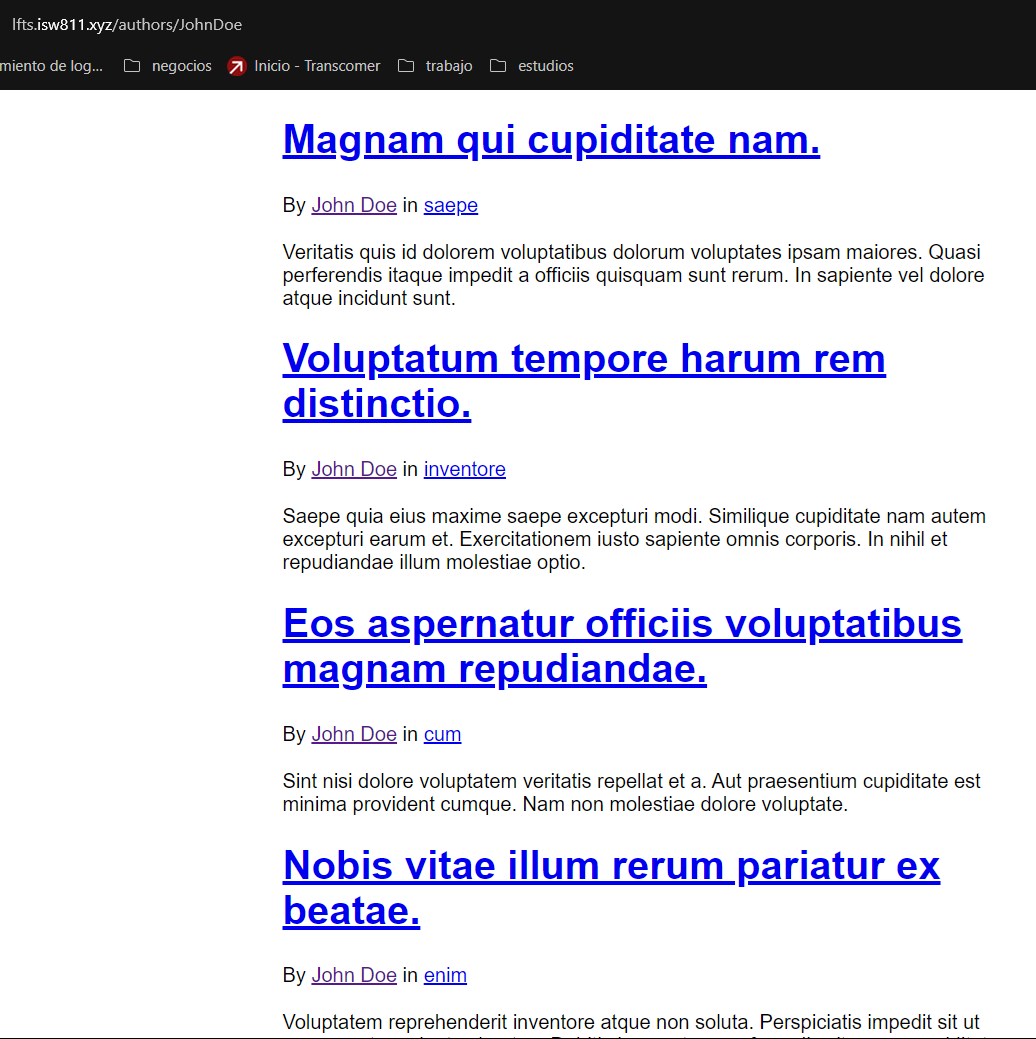 lfts.isw811.xyz/authors/JohnDoe
miento de log... negocios Inicio - Transcomer trabajo estudios
Magnam qui cupiditate nam.
By John Doe in saepe
Veritatis quis id dolorem voluptatibus dolorum voluptates ipsam maiores. Quasi
perferendis itaque impedit a officiis quisquam sunt rerum. In sapiente vel dolore
atque incidunt sunt.
Voluptatum tempore harum rem
distinctio.
By John Doe in inventore
Saepe quia eius maxime saepe excepturi modi. Similique cupiditate nam autem
excepturi earum et. Exercitationem iusto sapiente omnis corporis. In nihil et
repudiandae illum molestiae optio.
Eos aspernatur officiis voluptatibus
magnam repudiandae.
By John Doe in cum
Sint nisi dolore voluptatem veritatis repellat et a. Aut praesentium cupiditate est
minima provident cumque. Nam non molestiae dolore voluptate.
Nobis vitae illum rerum pariatur ex
beatae.
By John Doe in enim
Voluptatem reprehenderit inventore atque non soluta. Perspiciatis impedit sit ut